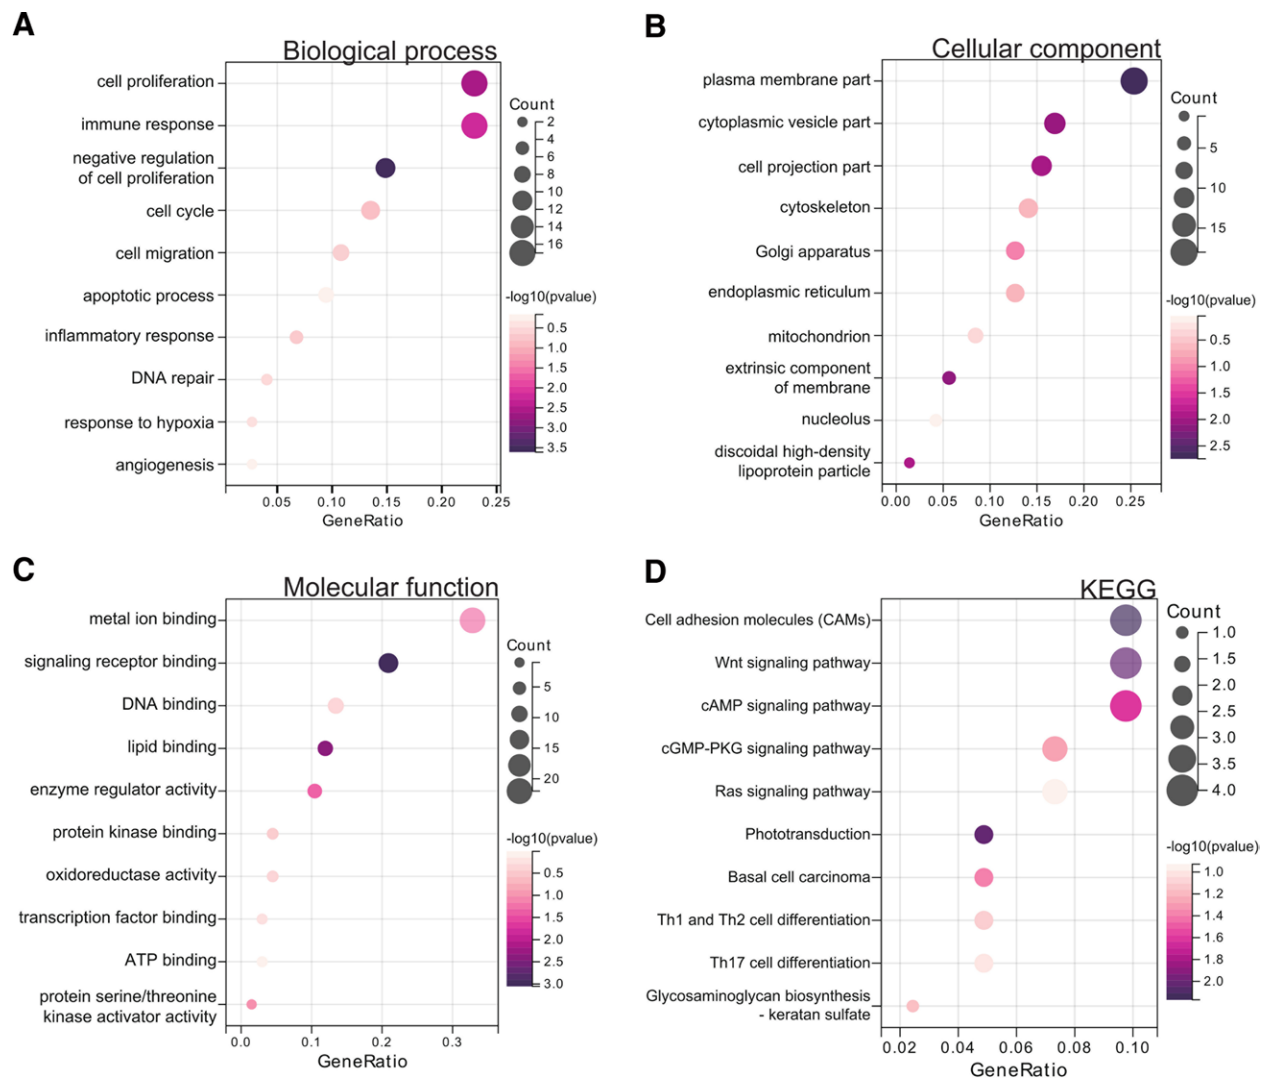 A
Biological process
cell proliferation
immune response
negative regulation
of cell proliferation
cell cycle
cell migration
apoptotic process
inflammatory response
DNA repair
response to hypoxia
angiogenesis
0.05 0.10 0.15 0.20 0.25
GeneRatio
Count
2
4
6
8
10
12
14
16
-log10(pvalue)
0.5
1.0
1.5
2.0
2.5
3.0
3.5
B
Cellular component
plasma membrane part
cytoplasmic vesicle part
cell projection part
cytoskeleton
Golgi apparatus
endoplasmic reticulum
mitochondrion
extrinsic component
of membrane
nucleolus
discoidal high-density
lipoprotein particle
0.00 0.05 0.10 0.15 0.20 0.25
GeneRatio
Count
5
10
15
-log10(pvalue)
0.5
1.0
1.5
2.0
2.5
C
Molecular function
metal ion binding
signaling receptor binding
DNA binding
lipid binding
enzyme regulator activity
protein kinase binding
oxidoreductase activity
transcription factor binding
ATP binding
protein serine/threonine
kinase activator activity
0.0 0.1 0.2 0.3
GeneRatio
Count
5
10
15
20
-log10(pvalue)
0.5
1.0
1.5
2.0
2.5
3.0
D
KEGG
Cell adhesion molecules (CAMs)
Wnt signaling pathway
cAMP signaling pathway
cGMP-PKG signaling pathway
Ras signaling pathway
Phototransduction
Basal cell carcinoma
Th1 and Th2 cell differentiation
Th17 cell differentiation
Glycosaminoglycan biosynthesis
- keratan sulfate
0.02 0.04 0.06 0.08 0.10
GeneRatio
Count
1.0
1.5
2.0
2.5
3.0
3.5
4.0
-log10(pvalue)
1.0
1.2
1.4
1.6
1.8
2.0